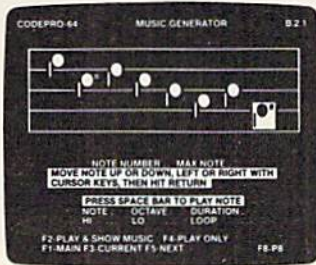 CODEPRO-64 MUSIC GENERATOR B 2 1
NOTE NUMBER MAX NOTE
MOVE NOTE UP OR DOWN, LEFT OR RIGHT WITH
CURSOR KEYS, THEN HIT RETURN
PRESS SPACE BAR TO PLAY NOTE
NOTE . OCTAVE . DURATION .
HI LO LOOP
F2-PLAY & SHOW MUSIC F4-PLAY ONLY
F1-MAIN F3-CURRENT F5-NEXT F8-P8